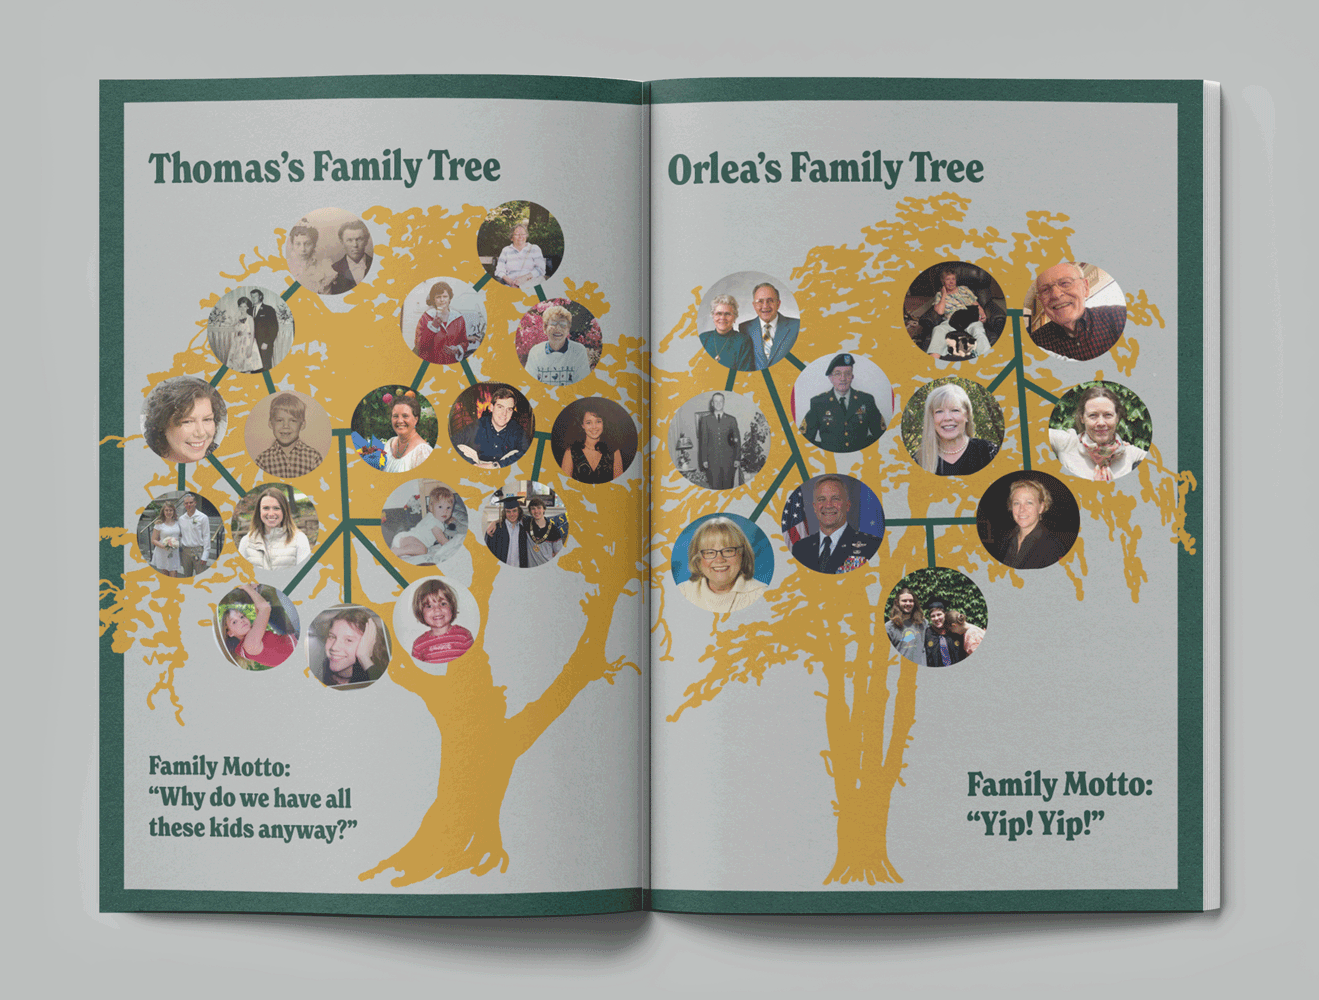 Thomas's Family Tree
Orlea's Family Tree
Family Motto:
“Why do we have all
these kids anyway?”
Family Motto:
“Yip! Yip!”